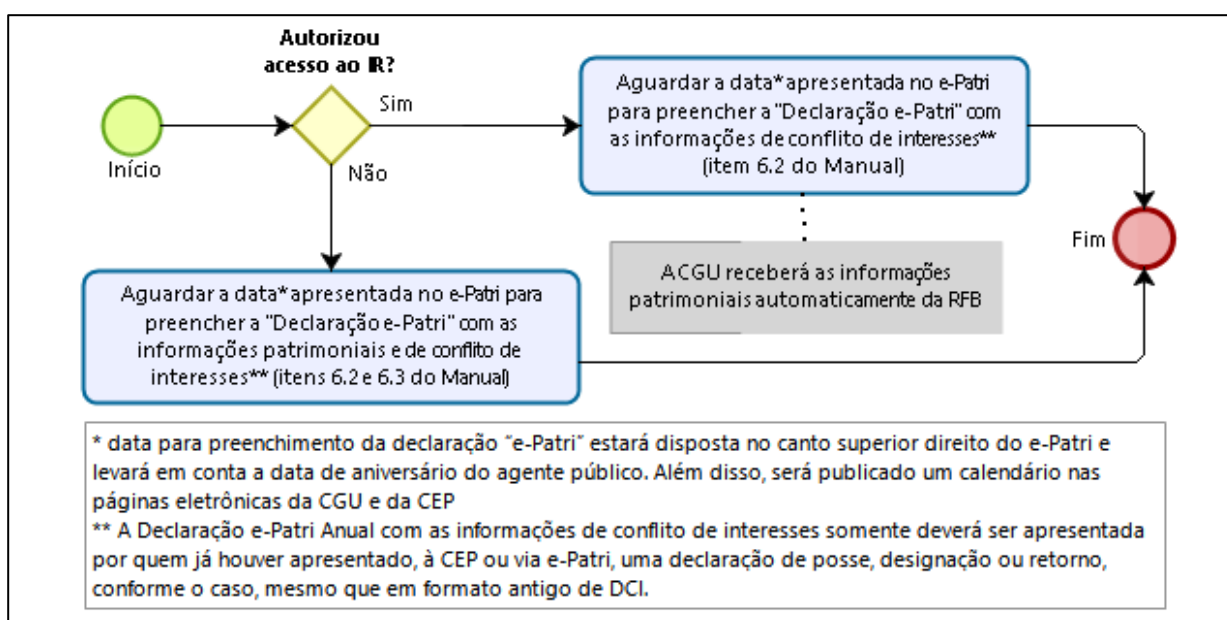 Autorizou
acesso ao IR?
Sim
Início
Não
Aguardar a data* apresentada no e-Patri
para preencher a "Declaração e-Patri" com
as informações de conflito de interesses**
(item 6.2 do Manual)
Fim
A CGU receberá as informações
patrimoniais automaticamente da RFB
Aguardar a data* apresentada no e-Patri para
preencher a "Declaração e-Patri" com as
informações patrimoniais e de conflito de
interesses** (itens 6.2 e 6.3 do Manual)
* data para preenchimento da declaração “e-Patri” estará disposta no canto superior direito do e-Patri e
levará em conta a data de aniversário do agente público. Além disso, será publicado um calendário nas
páginas eletrônicas da CGU e da CEP
** A Declaração e-Patri Anual com as informações de conflito de interesses somente deverá ser apresentada
por quem já houver apresentado, à CEP ou via e-Patri, uma declaração de posse, designação ou retorno,
conforme o caso, mesmo que em formato antigo de DCI.